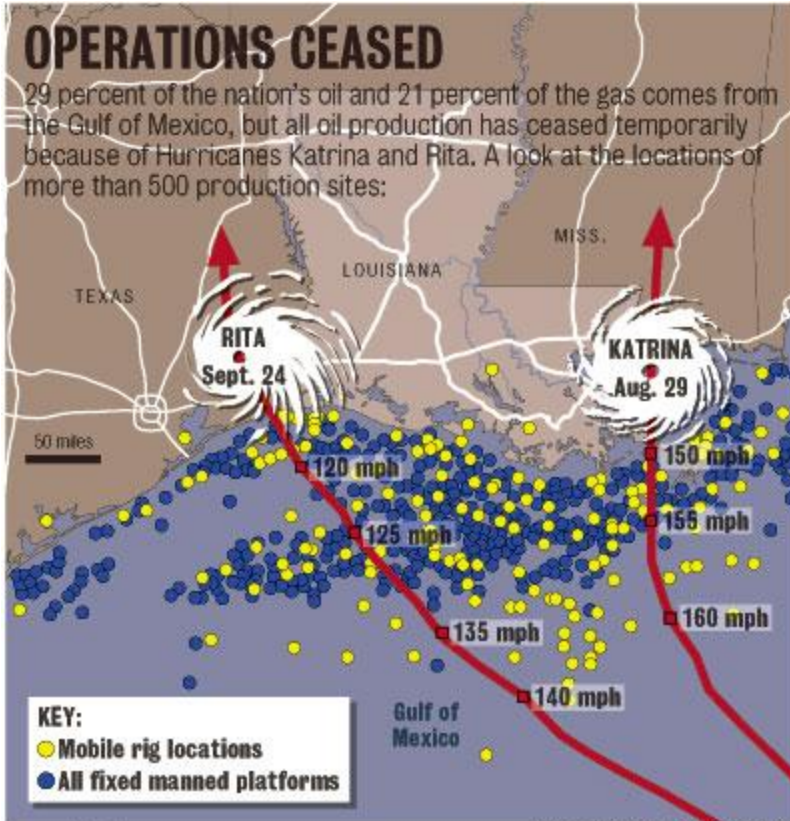 OPERATIONS CEASED
29 percent of the nation's oil and 21 percent of the gas comes from
the Gulf of Mexico, but all oil production has ceased temporarily
because of Hurricanes Katrina and Rita. A look at the locations of
more than 500 production sites:
MISS.
LOUISIANA
TEXAS
RITA
Sept. 24
KATRINA
Aug. 29
50 miles
120 mph
150 mph
125 mph
155 mph
135 mph
160 mph
140 mph
Gulf of
Mexico
KEY:
Mobile rig locations
All fixed manned platforms